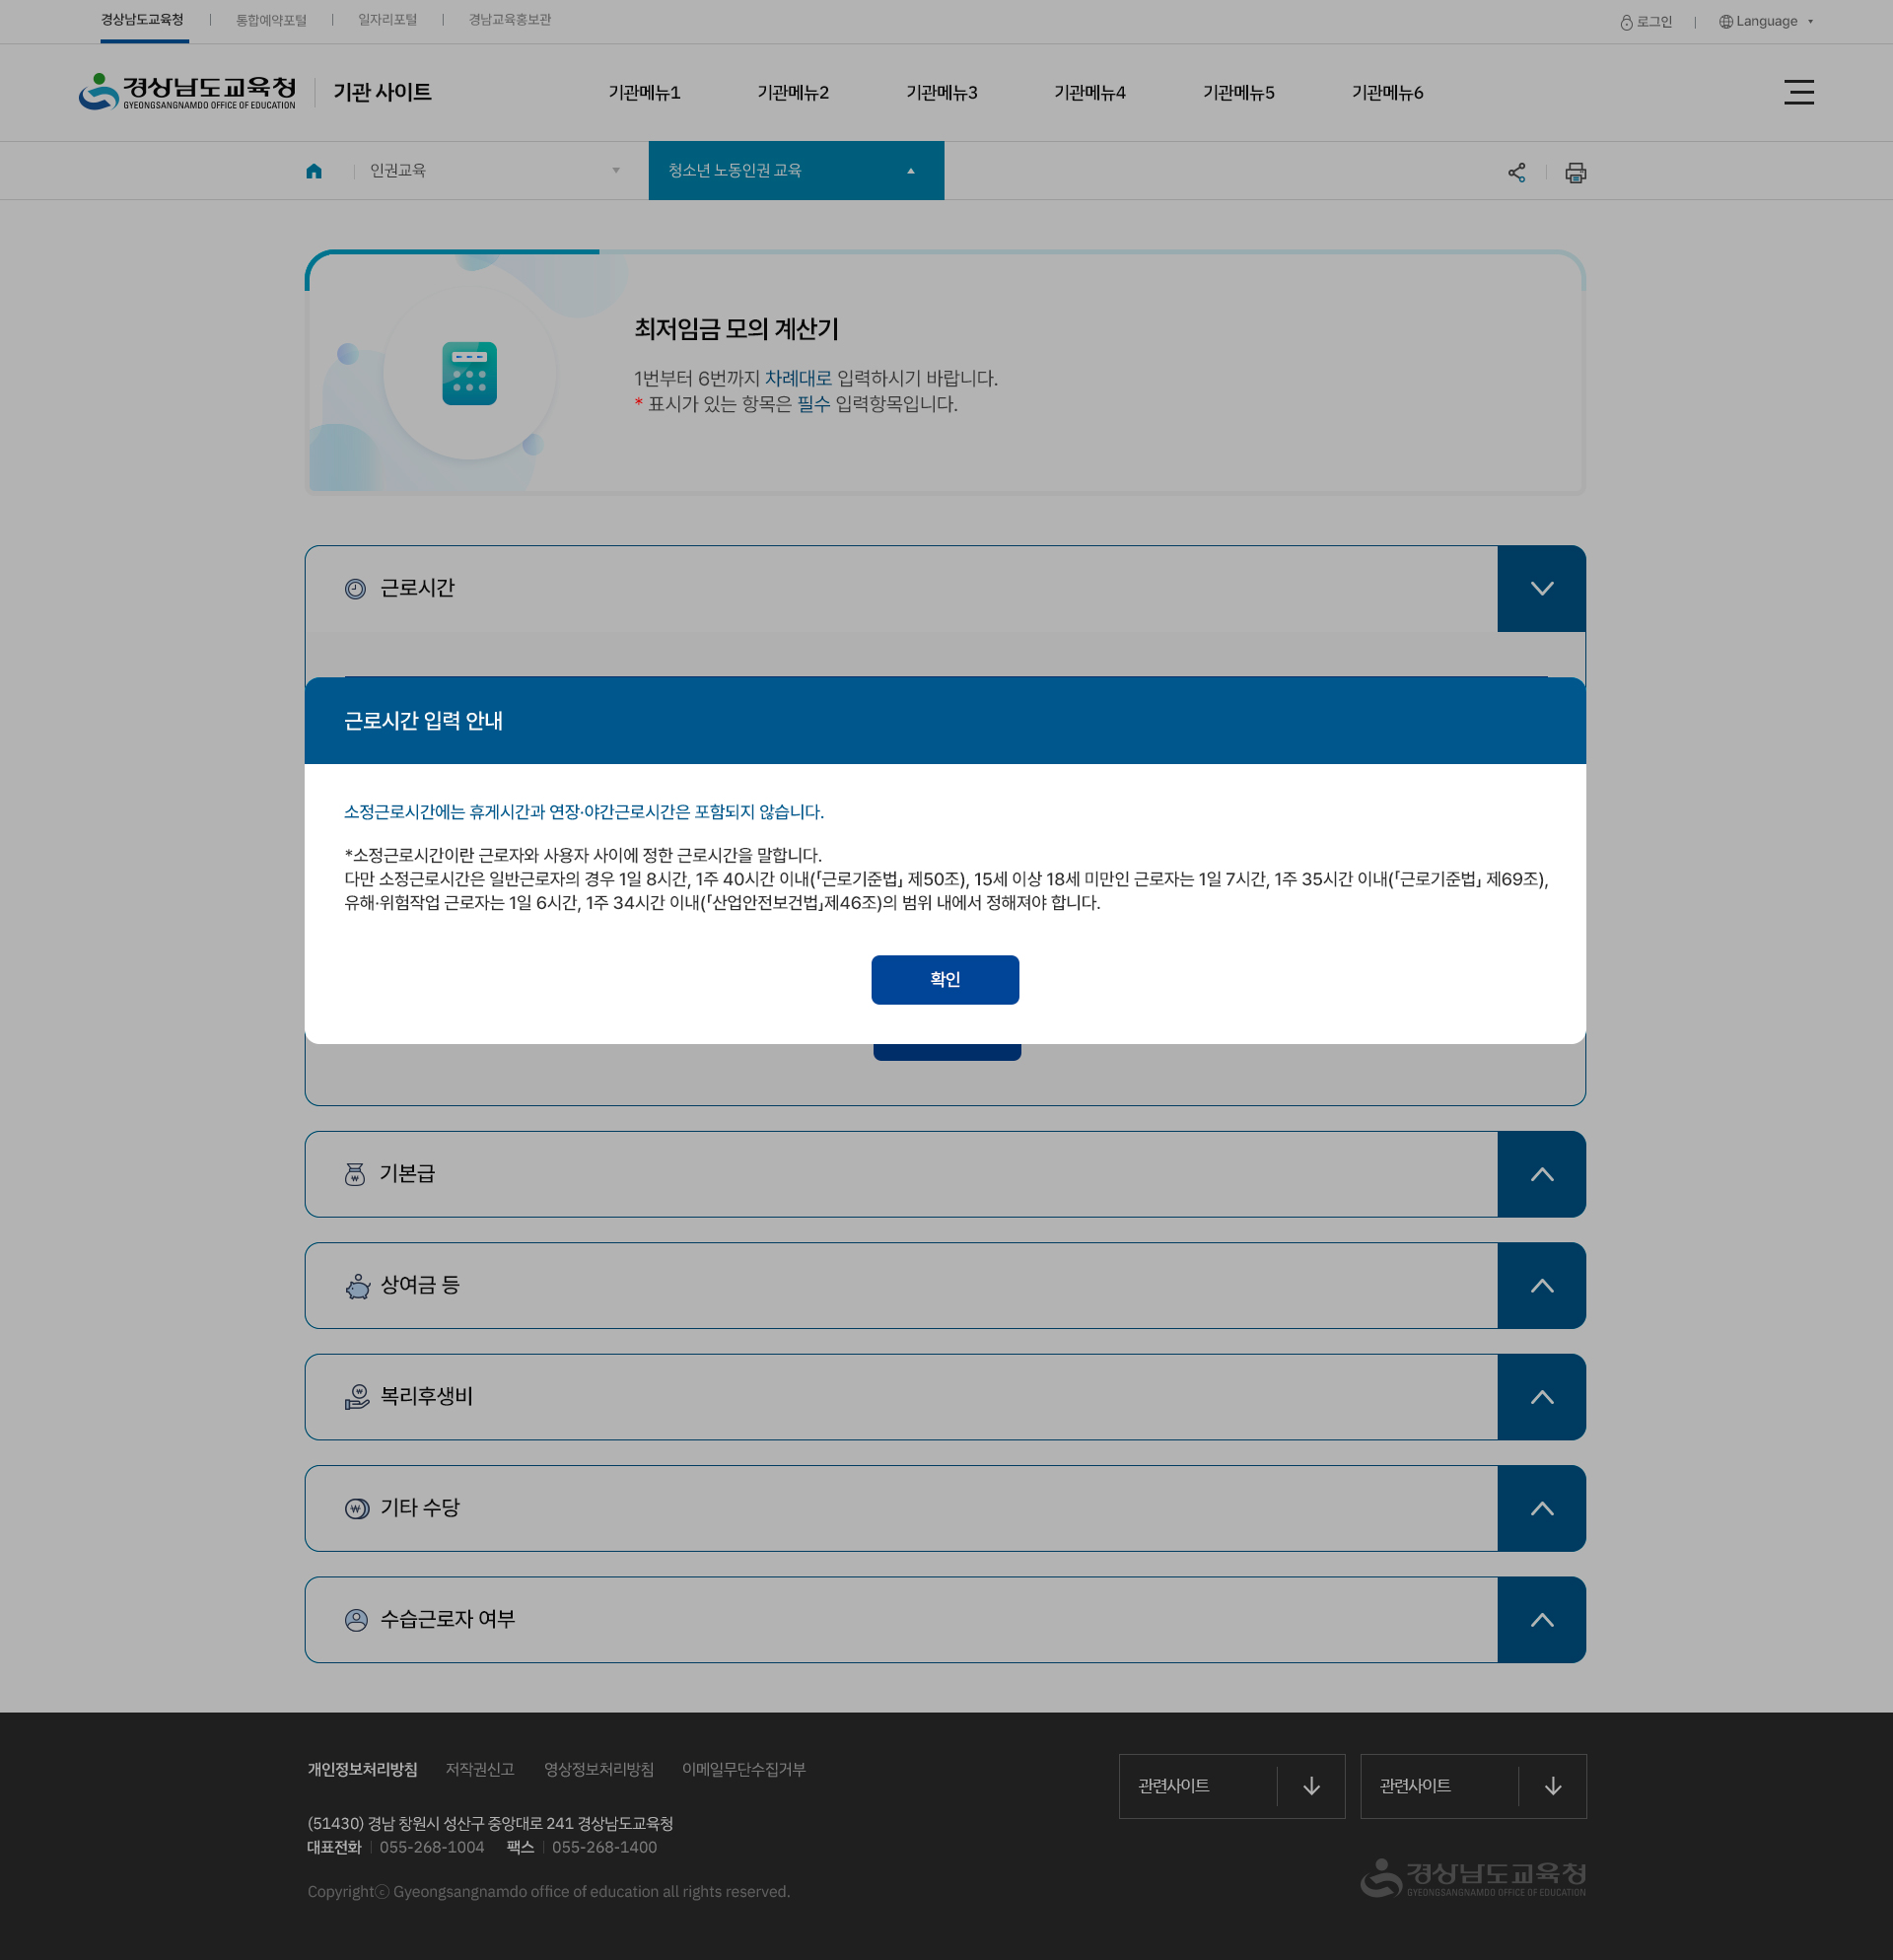 경상남도교육청 통합예약포털 일자리포털 경남교육홍보관 로그인 Language
경상남도교육청
GYEONGSANGNAMDO OFFICE OF EDUCATION
기관 사이트
기관메뉴1 기관메뉴2 기관메뉴3 기관메뉴4 기관메뉴5 기관메뉴6
인권교육 청소년 노동인권 교육
최저임금 모의 계산기
1번부터 6번까지 차례대로 입력하시기 바랍니다.
* 표시가 있는 항목은 필수 입력항목입니다.
근로시간
근로시간 입력 안내
소정근로시간에는 휴게시간과 연장·야간근로시간은 포함되지 않습니다.
*소정근로시간이란 근로자와 사용자 사이에 정한 근로시간을 말합니다.
다만 소정근로시간은 일반근로자의 경우 1일 8시간, 1주 40시간 이내(「근로기준법」 제50조), 15세 이상 18세 미만인 근로자는 1일 7시간, 1주 35시간 이내(「근로기준법」 제69조),
유해·위험작업 근로자는 1일 6시간, 1주 34시간 이내(「산업안전보건법」제46조)의 범위 내에서 정해져야 합니다.
확인
기본급
상여금 등
복리후생비
기타 수당
수습근로자 여부
개인정보처리방침 저작권신고 영상정보처리방침 이메일무단수집거부
관련사이트 관련사이트
(51430) 경남 창원시 성산구 중앙대로 241 경상남도교육청
대표전화 055-268-1004 팩스 055-268-1400
Copyrightⓒ Gyeongsangnamdo office of education all rights reserved.
경상남도교육청
GYEONGSANGNAMDO OFFICE OF EDUCATION